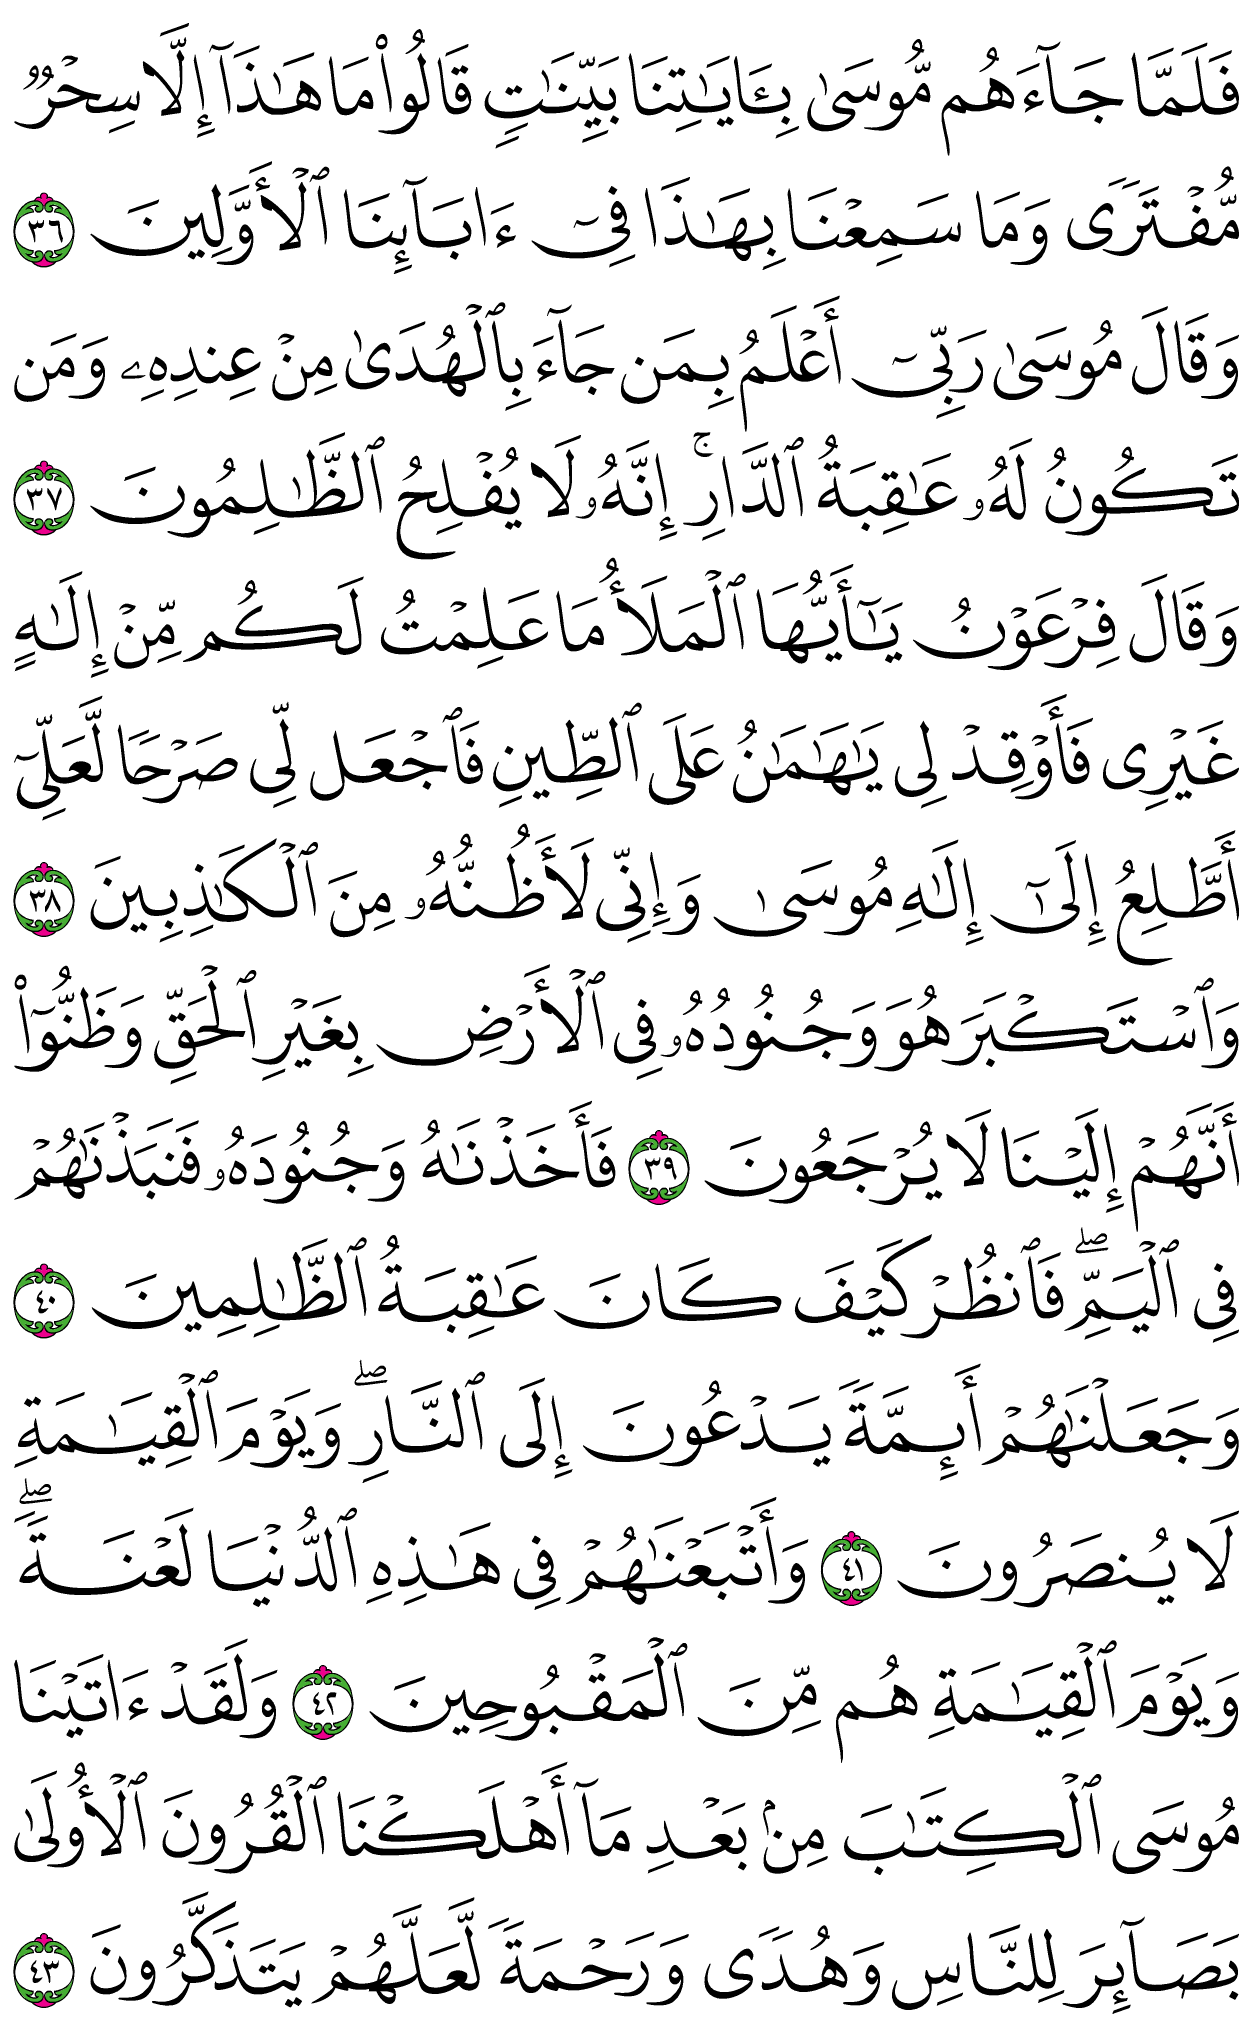 فَلَمَّا جَآءَهُم مُّوسَىٰ بِـَٔايَـٰتِنَا بَيِّنَـٰتٍ قَالُوا۟ مَا هَـٰذَآ إِلَّا سِحْرٌ
مُّفْتَرًى وَمَا سَمِعْنَا بِهَـٰذَا فِىٓ ءَابَآئِنَا ٱلْأَوَّلِينَ ٣٦
وَقَالَ مُوسَىٰ رَبِّىٓ أَعْلَمُ بِمَن جَآءَ بِٱلْهُدَىٰ مِنْ عِندِهِۦ وَمَن
تَكُونُ لَهُۥ عَـٰقِبَةُ ٱلدَّارِ ۚ إِنَّهُۥ لَا يُفْلِحُ ٱلظَّـٰلِمُونَ ٣٧
وَقَالَ فِرْعَوْنُ يَـٰٓأَيُّهَا ٱلْمَلَأُ مَا عَلِمْتُ لَكُم مِّنْ إِلَـٰهٍ
غَيْرِى فَأَوْقِدْ لِى يَـٰهَـٰمَـٰنُ عَلَى ٱلطِّينِ فَٱجْعَل لِّى صَرْحًا لَّعَلِّىٓ
أَطَّلِعُ إِلَىٰٓ إِلَـٰهِ مُوسَىٰ وَإِنِّى لَأَظُنُّهُۥ مِنَ ٱلْكَـٰذِبِينَ ٣٨
وَٱسْتَكْبَرَ هُوَ وَجُنُودُهُۥ فِى ٱلْأَرْضِ بِغَيْرِ ٱلْحَقِّ وَظَنُّوٓا۟
أَنَّهُمْ إِلَيْنَا لَا يُرْجَعُونَ ٣٩ فَأَخَذْنَـٰهُ وَجُنُودَهُۥ فَنَبَذْنَـٰهُمْ
فِى ٱلْيَمِّ ۖ فَٱنظُرْ كَيْفَ كَانَ عَـٰقِبَةُ ٱلظَّـٰلِمِينَ ٤٠
وَجَعَلْنَـٰهُمْ أَئِمَّةً يَدْعُونَ إِلَى ٱلنَّارِ ۖ وَيَوْمَ ٱلْقِيَـٰمَةِ
لَا يُنصَرُونَ ٤١ وَأَتْبَعْنَـٰهُمْ فِى هَـٰذِهِ ٱلدُّنْيَا لَعْنَةً ۖ
وَيَوْمَ ٱلْقِيَـٰمَةِ هُم مِّنَ ٱلْمَقْبُوحِينَ ٤٢ وَلَقَدْ ءَاتَيْنَا
مُوسَى ٱلْكِتَـٰبَ مِنۢ بَعْدِ مَآ أَهْلَكْنَا ٱلْقُرُونَ ٱلْأُولَىٰ
بَصَآئِرَ لِلنَّاسِ وَهُدًى وَرَحْمَةً لَّعَلَّهُمْ يَتَذَكَّرُونَ ٤٣